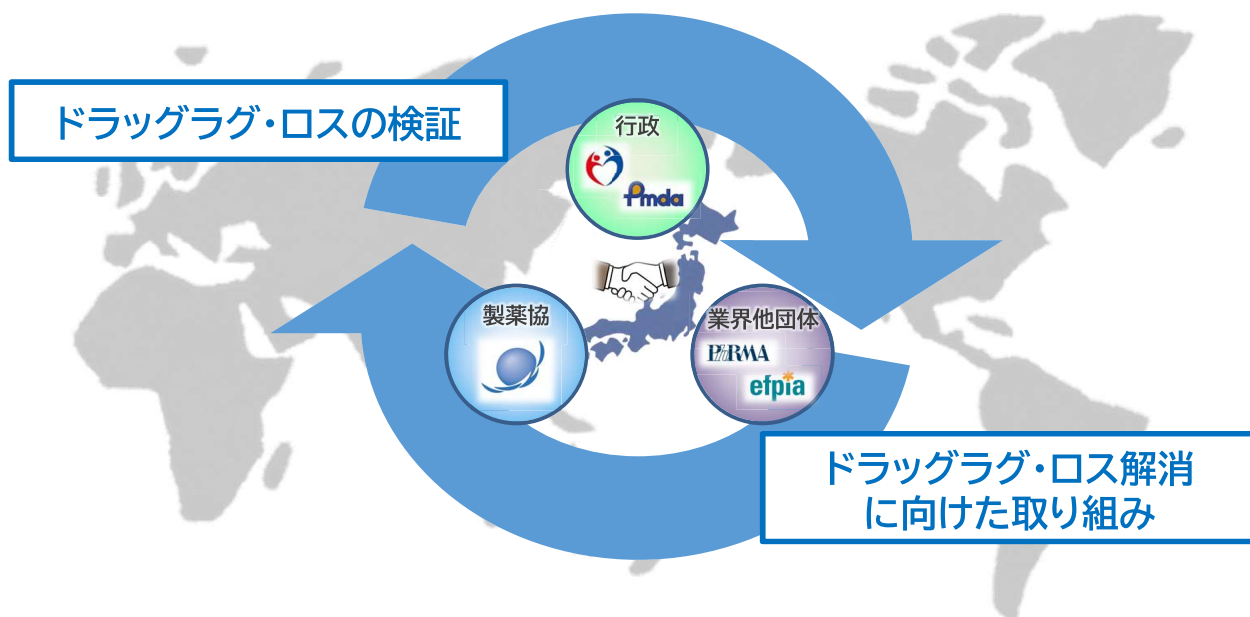 ドラッグラグ・ロスの検証
行政
Pmda
製薬協
業界他団体
PhRMA
efpia
ドラッグラグ・ロス解消
に向けた取り組み